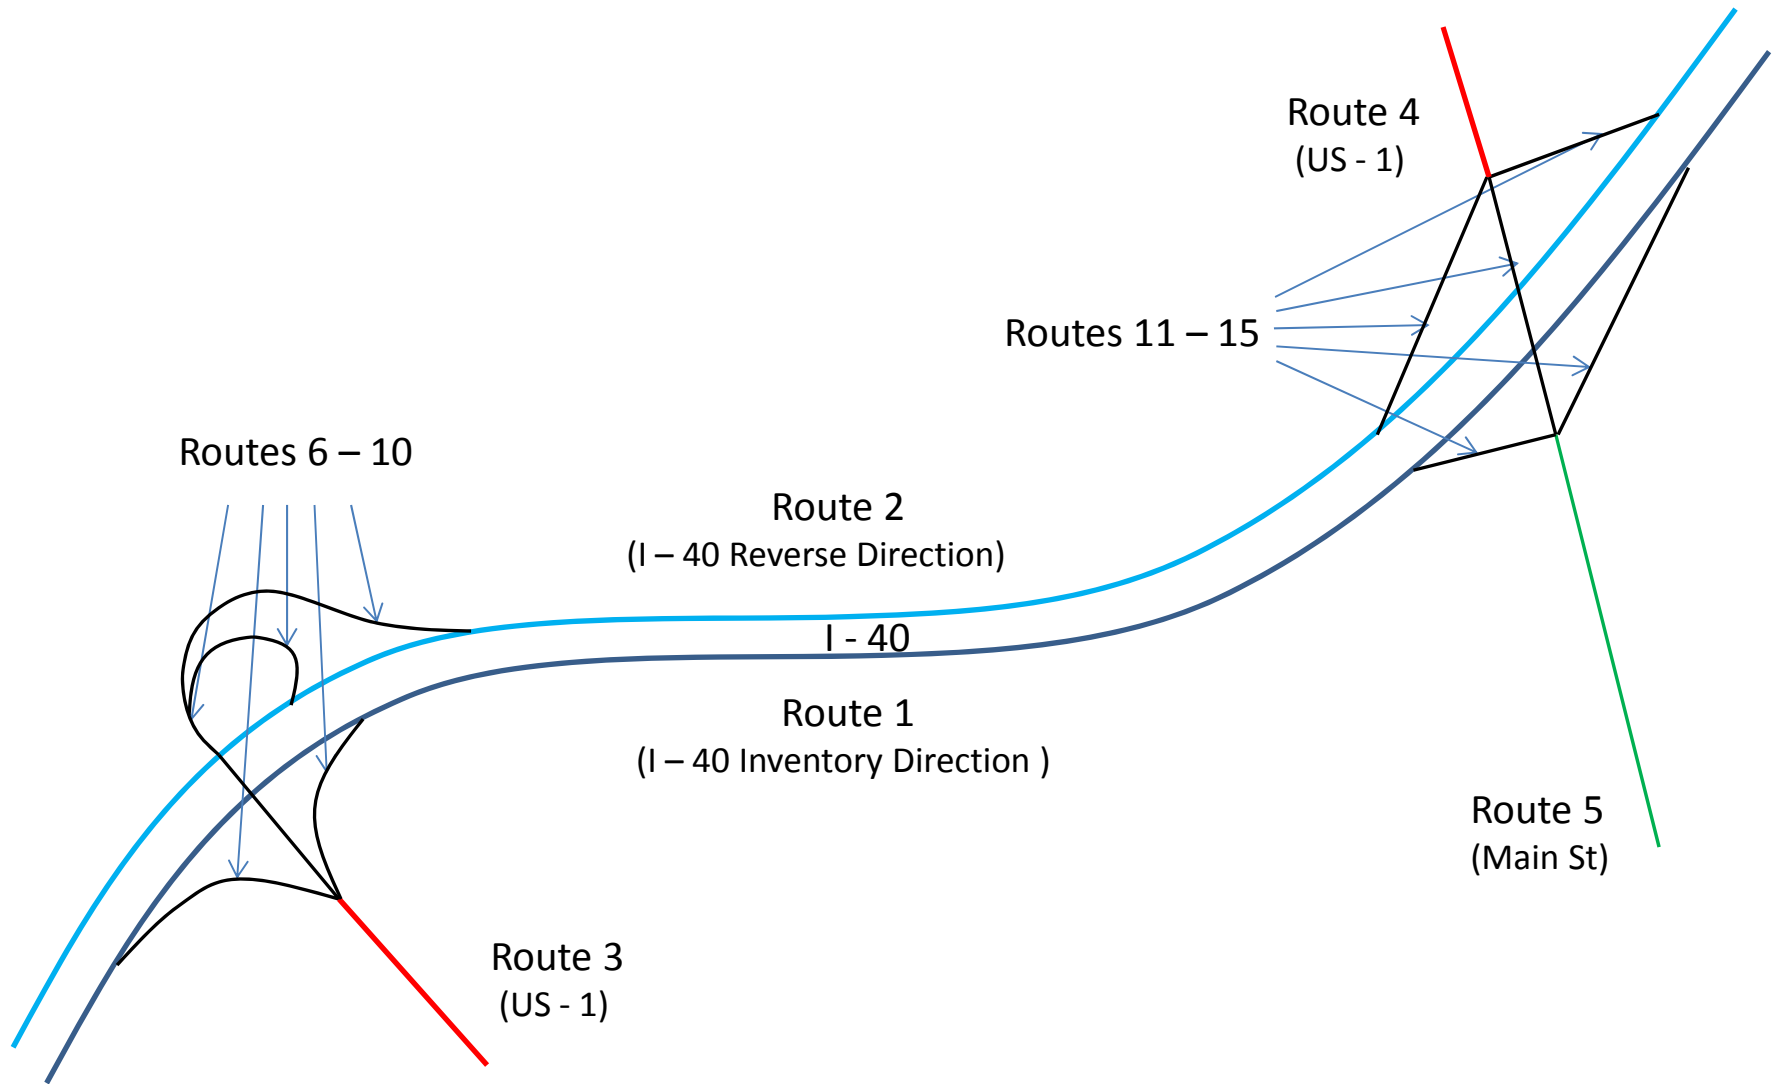 Route 4
(US - 1)
Routes 11 – 15
Routes 6 – 10
Route 2
(I – 40 Reverse Direction)
I - 40
Route 1
(I – 40 Inventory Direction )
Route 5
(Main St)
Route 3
(US - 1)